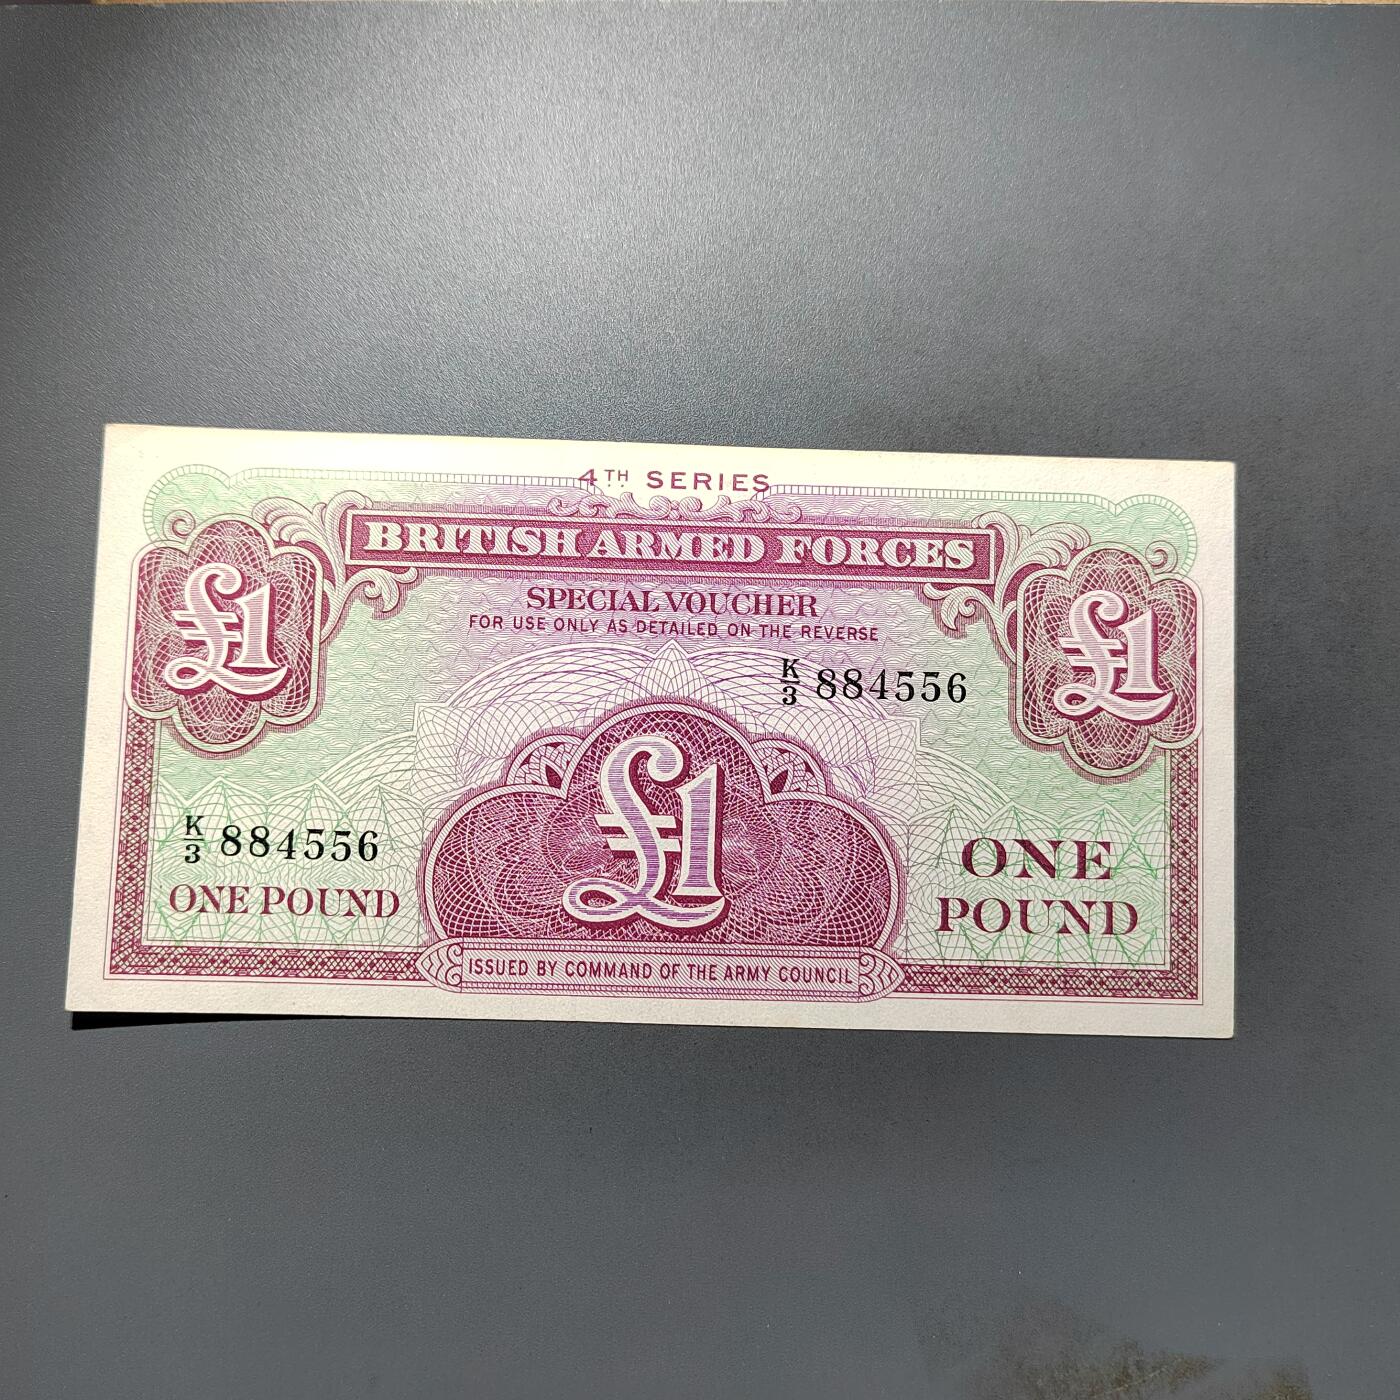 4TH SERIES
BRITISH ARMED FORCES
£1
£1
SPECIAL VOUCHER
FOR USE ONLY AS DETAILED ON THE REVERSE
K/3 884556
£1
K/3 884556
ONE POUND
ONE
POUND
ISSUED BY COMMAND OF THE ARMY COUNCIL